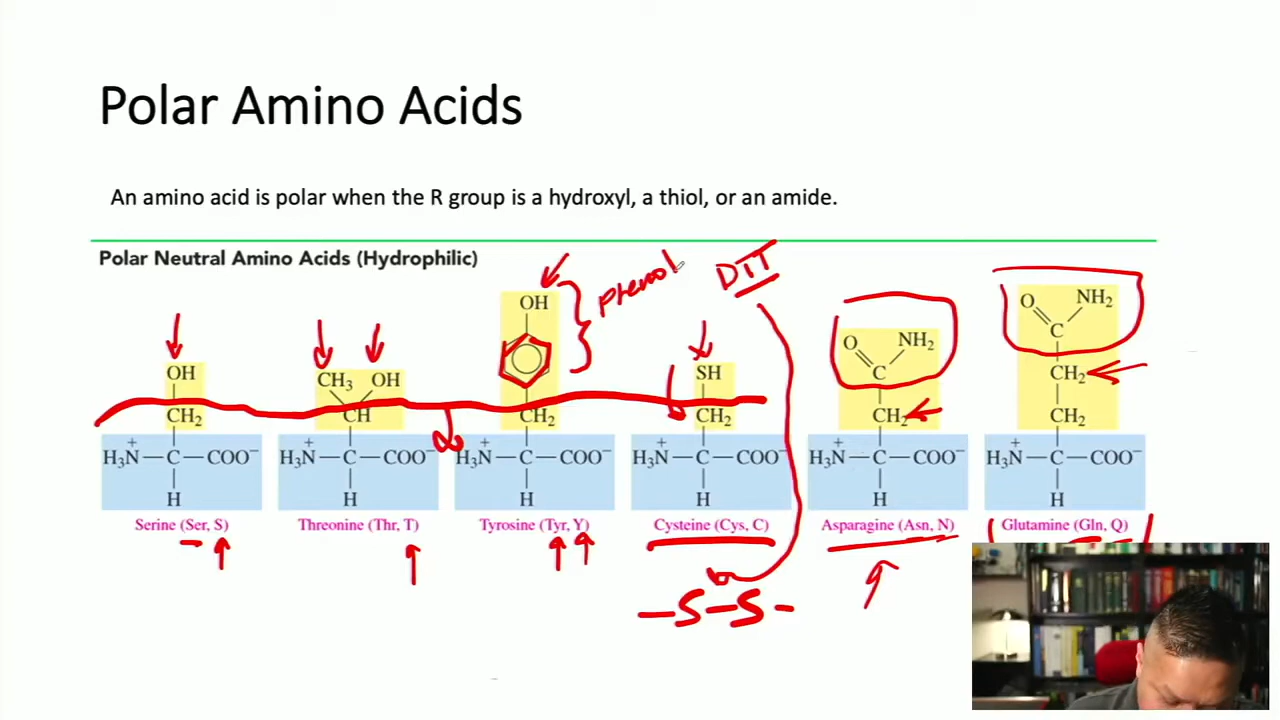 Polar Amino Acids
An amino acid is polar when the R group is a hydroxyl, a thiol, or an amide.
Polar Neutral Amino Acids (Hydrophilic)
phenol
DIT
OH
CH₂
H₃N⁺—C—COO⁻
H
Serine (Ser, S)
CH₃ OH
CH
H₃N⁺—C—COO⁻
H
Threonine (Thr, T)
OH
CH₂
H₃N⁺—C—COO⁻
H
Tyrosine (Tyr, Y)
SH
CH₂
H₃N⁺—C—COO⁻
H
Cysteine (Cys, C)
—S—S—
O NH₂
C
CH₂
H₃N⁺—C—COO⁻
H
Asparagine (Asn, N)
O NH₂
C
CH₂
CH₂
H₃N⁺—C—COO⁻
H
Glutamine (Gln, Q)